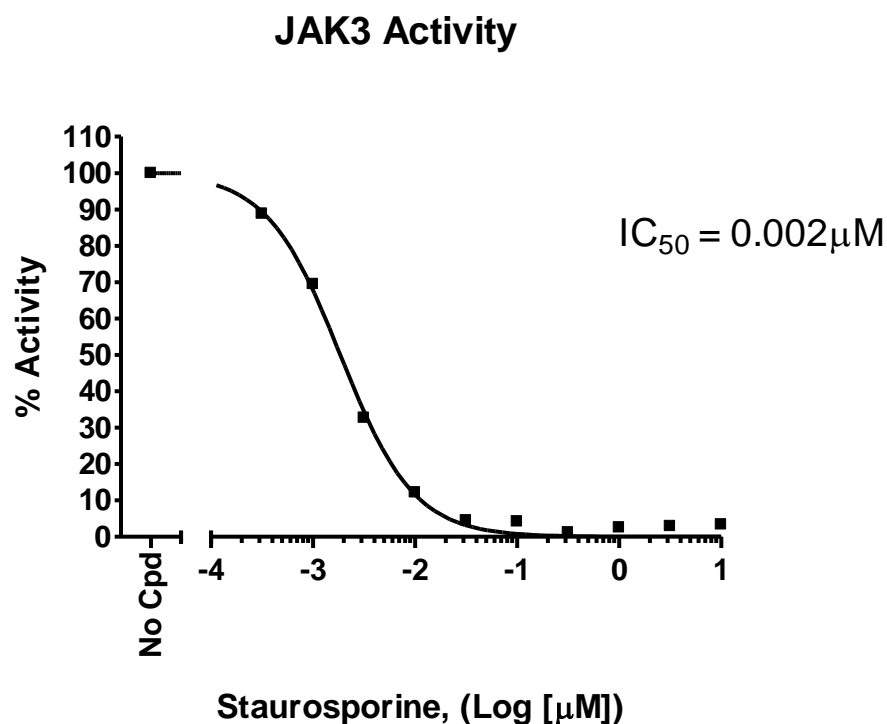 JAK3 Activity
110
100
90
80
70
60
50
40
30
20
10
0
% Activity
IC50 = 0.002μM
No Cpd
-4 -3 -2 -1 0 1
Staurosporine, (Log [μM])